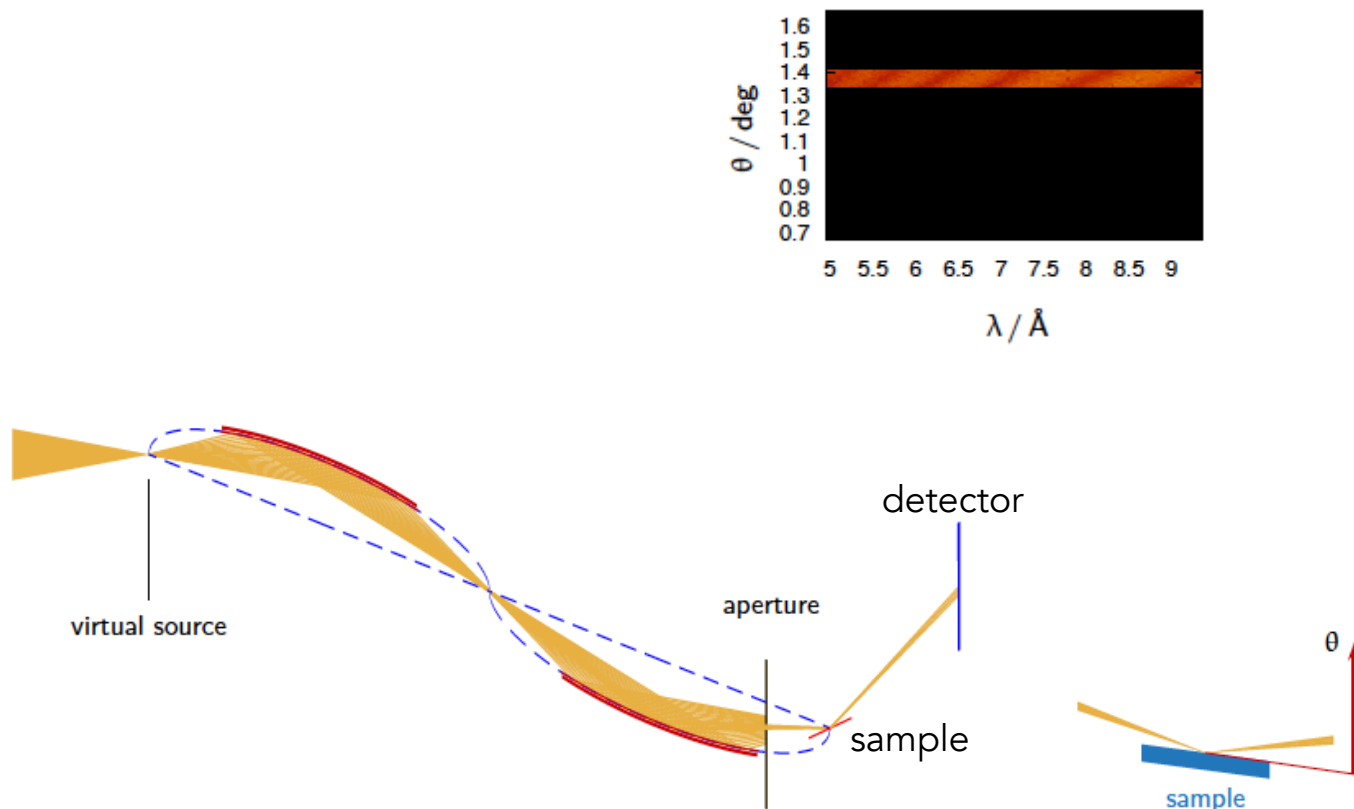 1.6
1.5
1.4
1.3
1.2
1.1
1
0.9
0.8
0.7
θ / deg
5 5.5 6 6.5 7 7.5 8 8.5 9
λ / Å
detector
aperture
virtual source
θ
sample
sample